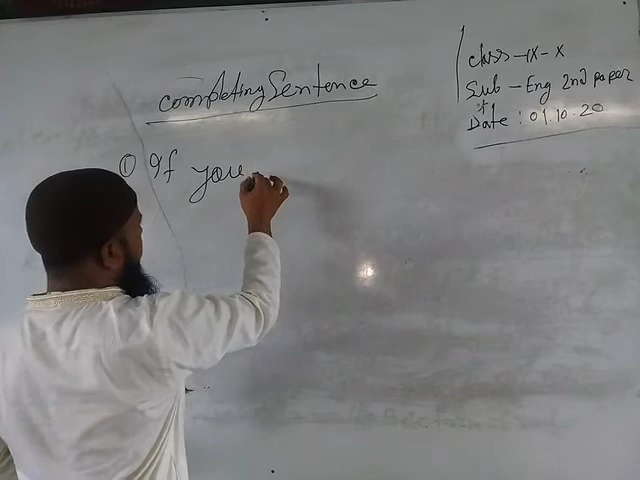 Completing Sentence
Class - IX - X
Sub - Eng 2nd paper
Date : 01.10.20
① If you